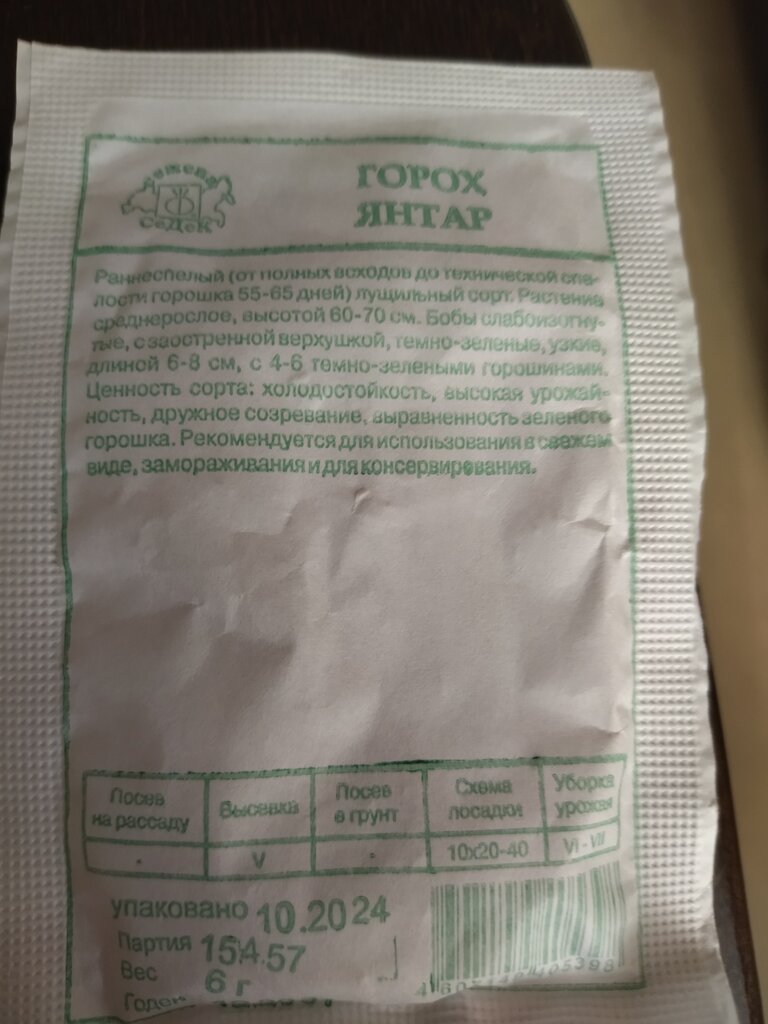 семена
СеДеК
ГОРОХ
ЯНТАР
Раннеспелый (от полных всходов до технической спе-
лости горошка 55-65 дней) лущильный сорт. Растение
среднерослое, высотой 60-70 см. Бобы слабоизогну-
тые, с заостренной верхушкой, темно-зеленые, узкие,
длиной 6-8 см, с 4-6 темно-зелеными горошинами.
Ценность сорта: холодостойкость, высокая урожай-
ность, дружное созревание, выравненность зеленого
горошка. Рекомендуется для использования в свежем
виде, замораживания и для консервирования.
Посев
на рассаду
Высевка
Посев
в грунт
Схема
посадки
Уборка
урожая
-
V
-
10x20-40
VI - VII
упаковано 10.2024
Партия 154.57
Вес 6 г
Годен